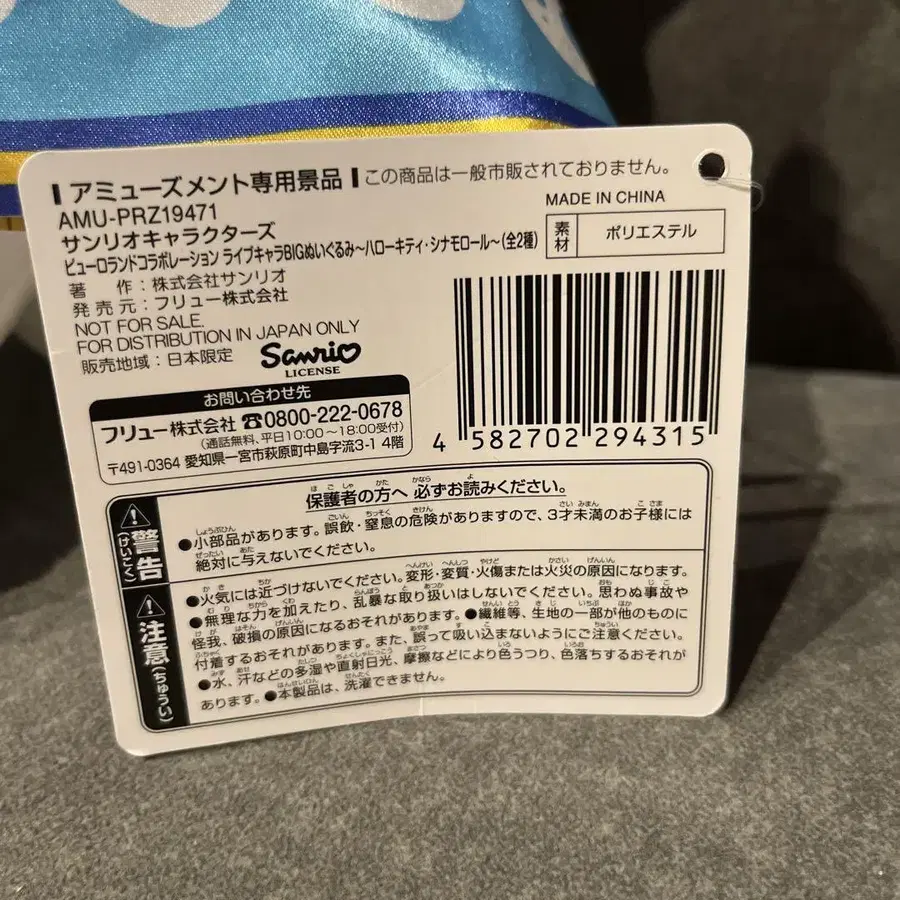 アミューズメント専用景品 この商品は一般市販されておりません。
AMU-PRZ19471
MADE IN CHINA
サンリオキャラクターズ
素材 ポリエステル
ピューロランドコラボレーション ライブキャラBIGぬいぐるみ~ハローキティ・シナモロール~(全2種)
著 作:株式会社サンリオ
発売元:フリュー株式会社
NOT FOR SALE.
FOR DISTRIBUTION IN JAPAN ONLY
販売地域:日本限定
Sanrio
LICENSE
お問い合わせ先
フリュー株式会社 ☎0800-222-0678
(通話無料、平日10:00~18:00受付)
〒491-0364 愛知県一宮市萩原町中島字流3-1 4階
4 582702 294315
保護者の方へ 必ずお読みください。
警告(けいこく)
●小部品があります。誤飲・窒息の危険がありますので、3才未満のお子様には
絶対に与えないでください。
注意(ちゅうい)
●火気には近づけないでください。変形・変質・火傷または火災の原因になります。
●無理な力を加えたり、乱暴な取り扱いはしないでください。思わぬ事故や
怪我、破損の原因になるおそれがあります。●繊維等、生地の一部が他のものに
付着するおそれがあります。また、誤って吸い込まないようにご注意ください。
●水、汗などの多湿や直射日光、摩擦などにより色うつり、色落ちするおそれが
あります。●本製品は、洗濯できません。